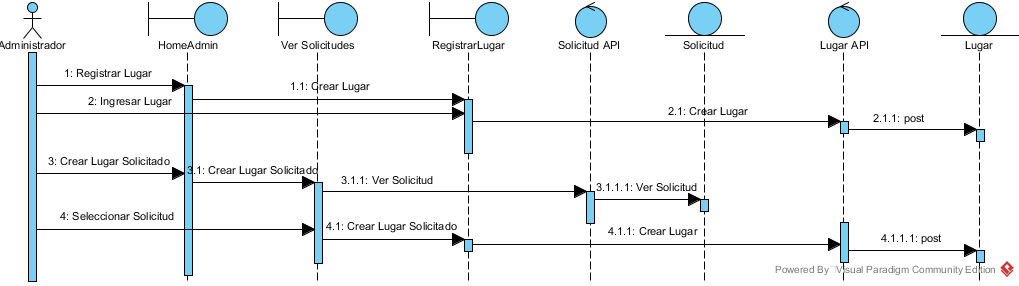 Administrador
HomeAdmin
Ver Solicitudes
RegistrarLugar
Solicitud API
Solicitud
Lugar API
Lugar
1: Registrar Lugar
1.1: Crear Lugar
2: Ingresar Lugar
2.1: Crear Lugar
2.1.1: post
3: Crear Lugar Solicitado
3.1: Crear Lugar Solicitado
3.1.1: Ver Solicitud
3.1.1.1: Ver Solicitud
4: Seleccionar Solicitud
4.1: Crear Lugar Solicitado
4.1.1: Crear Lugar
4.1.1.1: post
Powered By Visual Paradigm Community Edition